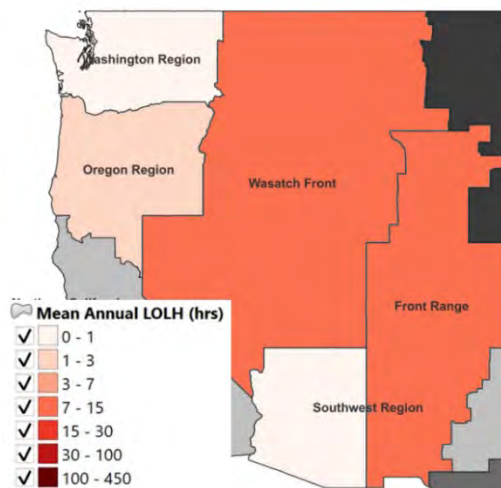 ashington Region
Oregon Region
Wasatch Front
Front Range
Southwest Region
Mean Annual LOLH (hrs)
0 - 1
1 - 3
3 - 7
7 - 15
15 - 30
30 - 100
100 - 450